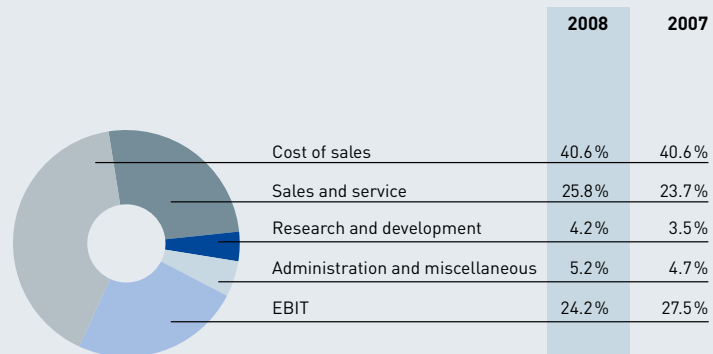 2008 2007
Cost of sales 40.6% 40.6%
Sales and service 25.8% 23.7%
Research and development 4.2% 3.5%
Administration and miscellaneous 5.2% 4.7%
EBIT 24.2% 27.5%